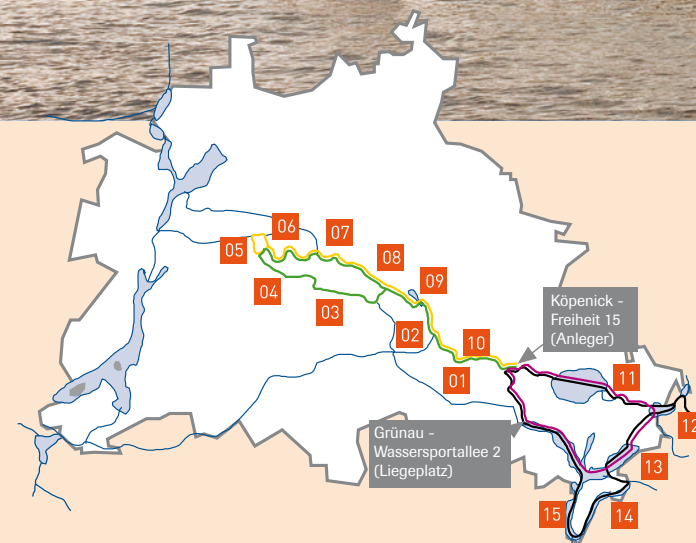 06
07
05
08
04
09
03
02
10
01
Köpenick -
Freiheit 15
(Anleger)
11
12
Grünau -
Wassersportallee 2
(Liegeplatz)
13
15
14